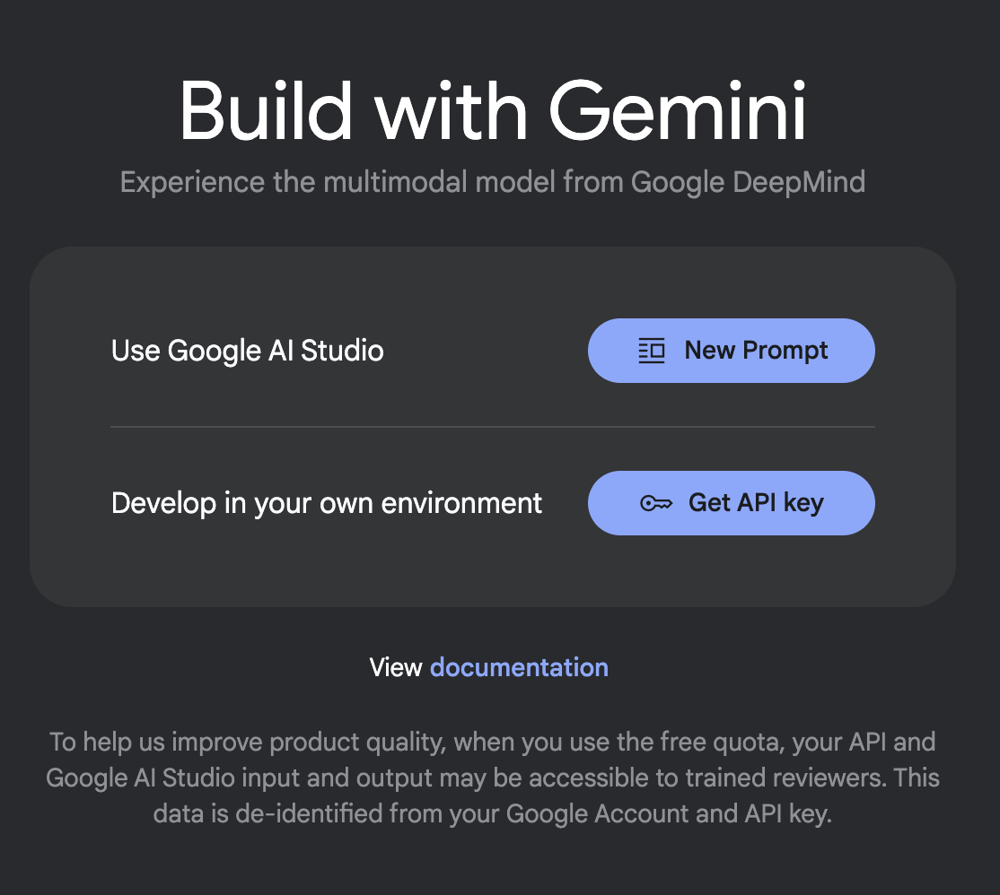 Build with Gemini
Experience the multimodal model from Google DeepMind
Use Google AI Studio
New Prompt
Develop in your own environment
Get API key
View documentation
To help us improve product quality, when you use the free quota, your API and
Google AI Studio input and output may be accessible to trained reviewers. This
data is de-identified from your Google Account and API key.